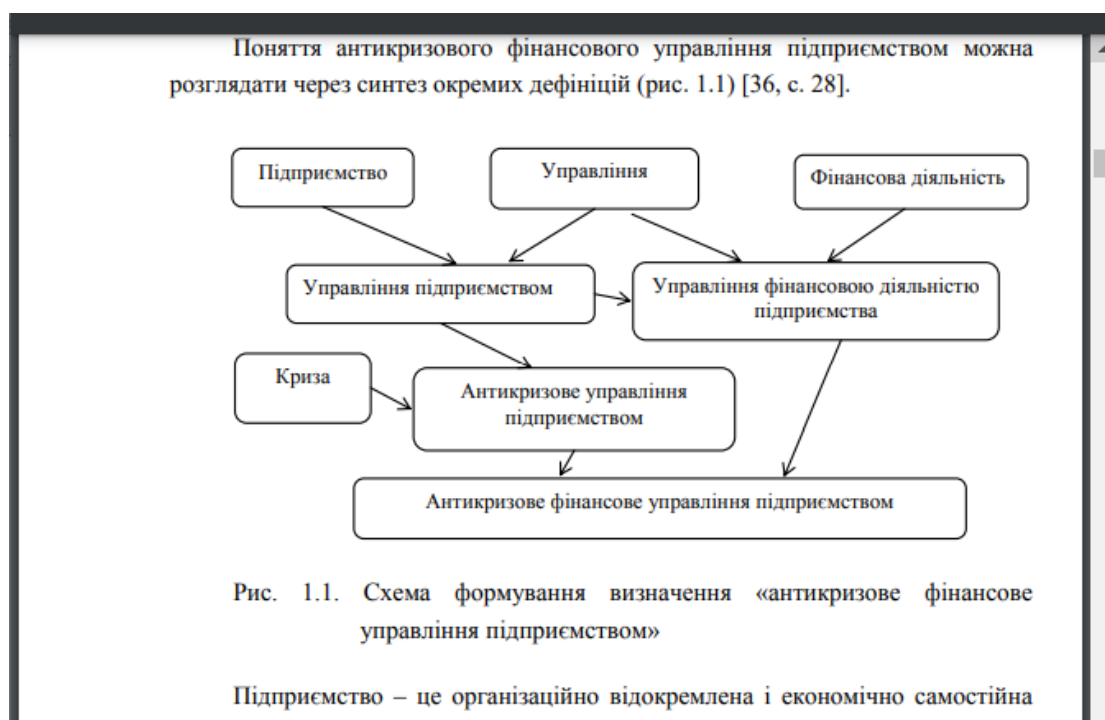 Поняття антикризового фінансового управління підприємством можна
розглядати через синтез окремих дефініцій (рис. 1.1) [36, с. 28].
Підприємство
Управління
Фінансова діяльність
Управління підприємством
Управління фінансовою діяльністю
підприємства
Криза
Антикризове управління
підприємством
Антикризове фінансове управління підприємством
Рис. 1.1. Схема формування визначення «антикризове фінансове
управління підприємством»
Підприємство – це організаційно відокремлена і економічно самостійна